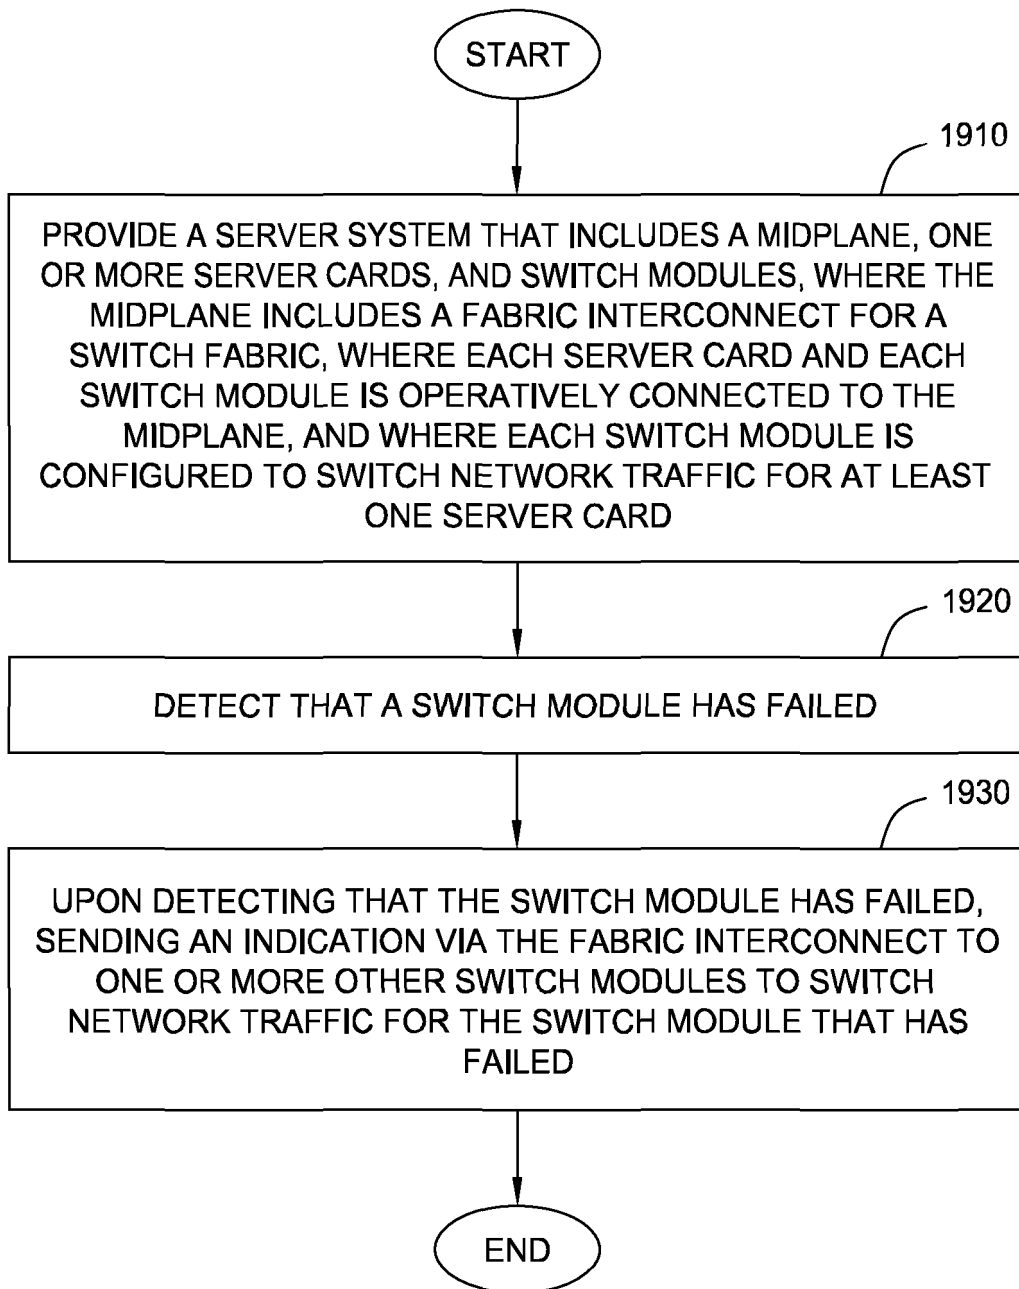 START
1910
PROVIDE A SERVER SYSTEM THAT INCLUDES A MIDPLANE, ONE
OR MORE SERVER CARDS, AND SWITCH MODULES, WHERE THE
MIDPLANE INCLUDES A FABRIC INTERCONNECT FOR A
SWITCH FABRIC, WHERE EACH SERVER CARD AND EACH
SWITCH MODULE IS OPERATIVELY CONNECTED TO THE
MIDPLANE, AND WHERE EACH SWITCH MODULE IS
CONFIGURED TO SWITCH NETWORK TRAFFIC FOR AT LEAST
ONE SERVER CARD
1920
DETECT THAT A SWITCH MODULE HAS FAILED
1930
UPON DETECTING THAT THE SWITCH MODULE HAS FAILED,
SENDING AN INDICATION VIA THE FABRIC INTERCONNECT TO
ONE OR MORE OTHER SWITCH MODULES TO SWITCH
NETWORK TRAFFIC FOR THE SWITCH MODULE THAT HAS
FAILED
END